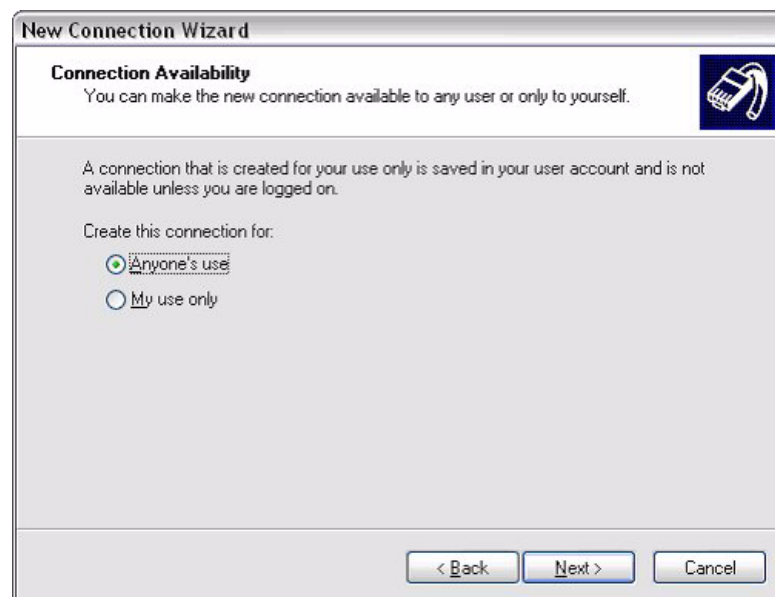 New Connection Wizard
Connection Availability
You can make the new connection available to any user or only to yourself.
A connection that is created for your use only is saved in your user account and is not
available unless you are logged on.
Create this connection for:
Anyone's use
My use only
< Back Next > Cancel